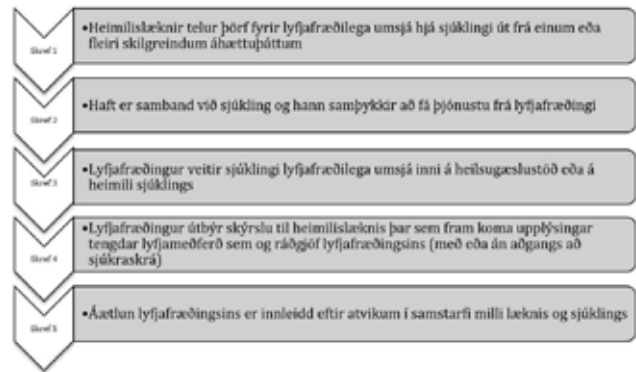 Skref 1
•Heimilislæknir telur þörf fyrir lyfjafræðilega umsjá hjá sjúklingi út frá einum eða
fleiri skilgreindum áhættuþáttum
Skref 2
•Haft er samband við sjúkling og hann samþykkir að fá þjónustu frá lyfjafræðingi
Skref 3
•Lyfjafræðingur veitir sjúklingi lyfjafræðilega umsjá inni á heilsugæslustöð eða á
heimili sjúklings
Skref 4
•Lyfjafræðingur útbýr skýrslu til heimilislæknis þar sem fram koma upplýsingar
tengdar lyfjameðferð sem og ráðgjöf lyfjafræðingsins (með eða án aðgangs að
sjúkraskrá)
Skref 5
•Áætlun lyfjafræðingsins er innleidd eftir atvikum í samstarfi milli læknis og sjúklings